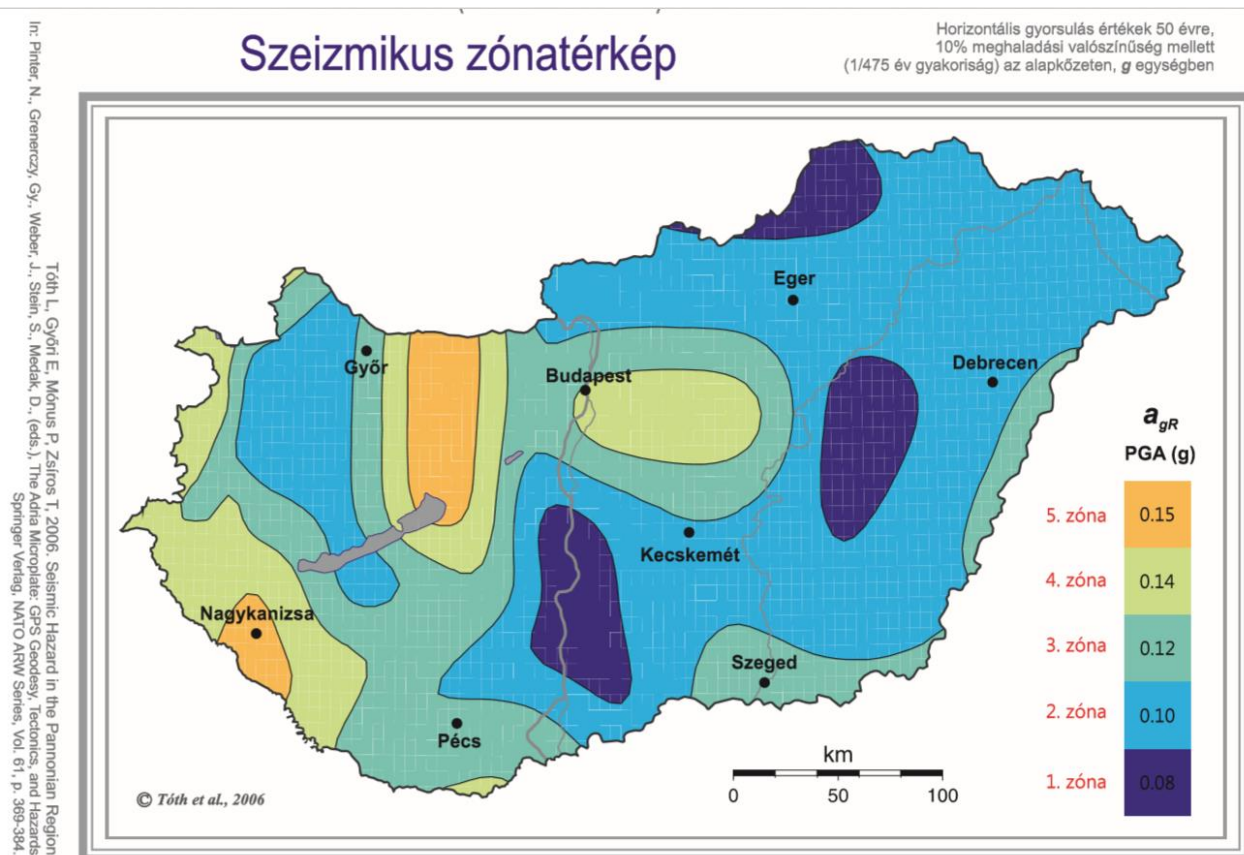 Szeizmikus zónatérkép
Horizontális gyorsulás értékek 50 évre,
10% meghaladási valószínűség mellett
(1/475 év gyakoriság) az alapkőzeten, g egységben
Tóth L, Győri E, Mónus P, Zsíros T, 2006. Seismic Hazard in the Pannonian Region
In: Pinter, N., Grenerczy, Gy., Weber, J., Stein, S., Medak, D., (eds.), The Adria Microplate: GPS Geodesy, Tectonics, and Hazards
Springer Verlag, NATO ARW Series, Vol. 61, p. 369-384.
Eger
Győr
Budapest
Debrecen
Kecskemét
Nagykanizsa
Szeged
Pécs
agR
PGA (g)
5. zóna 0.15
4. zóna 0.14
3. zóna 0.12
2. zóna 0.10
1. zóna 0.08
km
0 50 100
© Tóth et al., 2006